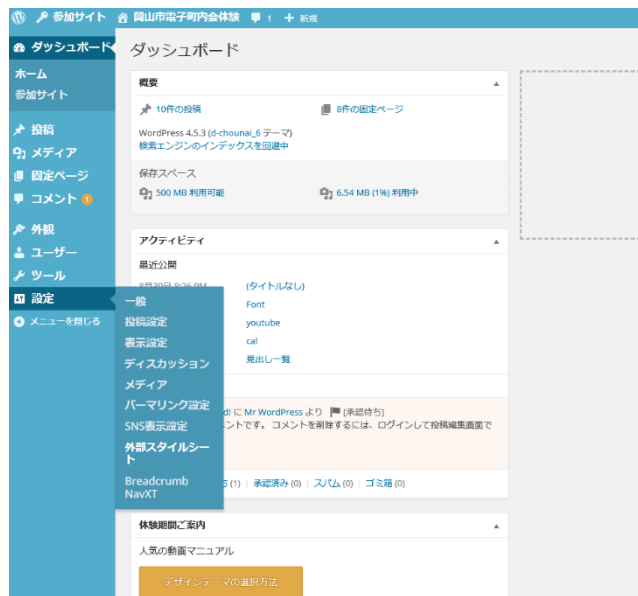 参加サイト 岡山市電子町内会体験 1 + 新規
ダッシュボード
ホーム
参加サイト
投稿
メディア
固定ページ
コメント 1
外観
ユーザー
ツール
設定
メニューを閉じる
一般
投稿設定
表示設定
ディスカッション
メディア
パーマリンク設定
SNS表示設定
外部スタイルシー
ト
Breadcrumb
NavXT
ダッシュボード
概要
10件の投稿 8件の固定ページ
WordPress 4.5.3 (d-chounai_6 テーマ)
検索エンジンのインデックスを回避中
保存スペース
500 MB 利用可能 6.54 MB (1%) 利用中
アクティビティ
最近公開
8月30日 8:26 PM (タイトルなし)
Font
youtube
cal
見出し一覧
d! に Mr WordPress より [承認待ち]
ントです。コメントを削除するには、ログインして投稿編集画面で
(1) | 承認済み (0) | スパム (0) | ゴミ箱 (0)
体験期間ご案内
人気の動画マニュアル
デザインテーマの選択方法